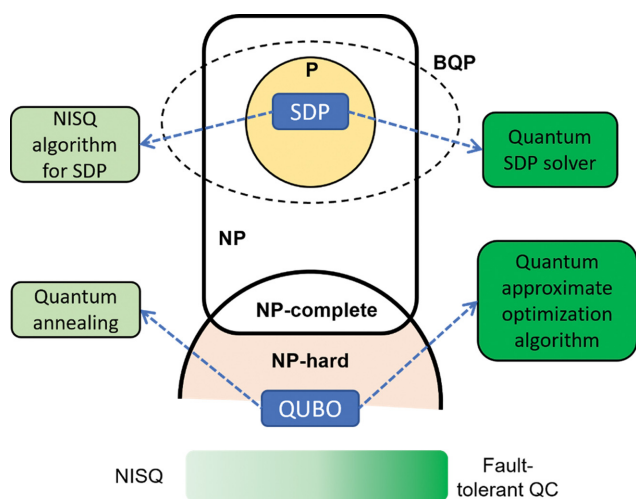 P
BQP
SDP
NISQ
algorithm
for SDP
Quantum
SDP solver
NP
Quantum
annealing
NP-complete
Quantum
approximate
optimization
algorithm
NP-hard
QUBO
NISQ
Fault-
tolerant QC